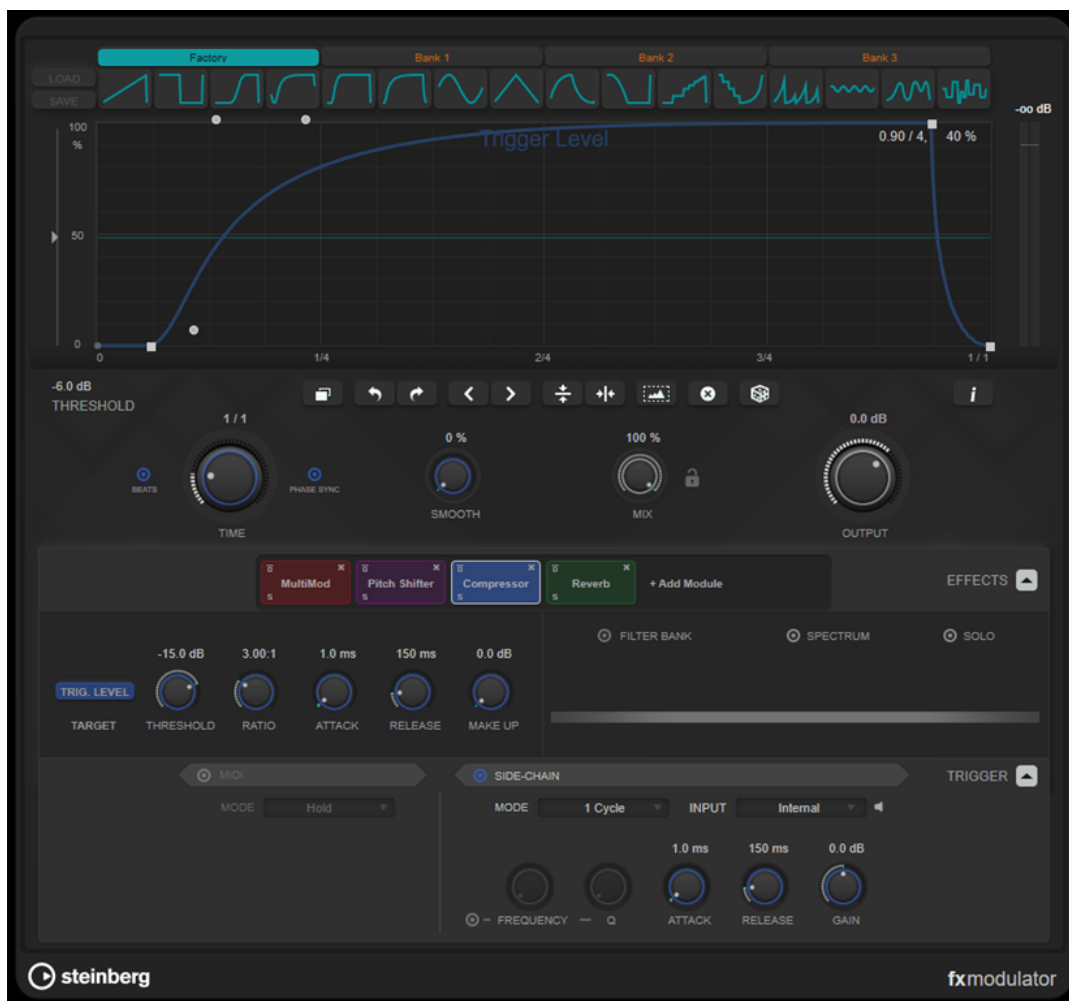 Factory Bank 1 Bank 2 Bank 3
LOAD
SAVE
-oo dB
100
%
Trigger Level
0.90 / 4, 40 %
50
0
0 1/4 2/4 3/4 1 / 1
-6.0 dB
THRESHOLD
i
1 / 1
0 %
100 %
0.0 dB
BEATS
PHASE SYNC
TIME
SMOOTH
MIX
OUTPUT
MultiMod
S
Pitch Shifter
S
Compressor
S
Reverb
S
+ Add Module
EFFECTS
FILTER BANK SPECTRUM SOLO
-15.0 dB 3.00:1 1.0 ms 150 ms 0.0 dB
TRIG. LEVEL
TARGET THRESHOLD RATIO ATTACK RELEASE MAKE UP
MIDI
SIDE-CHAIN
TRIGGER
MODE Hold
MODE 1 Cycle INPUT Internal
1.0 ms 150 ms 0.0 dB
FREQUENCY Q ATTACK RELEASE GAIN
steinberg
fxmodulator